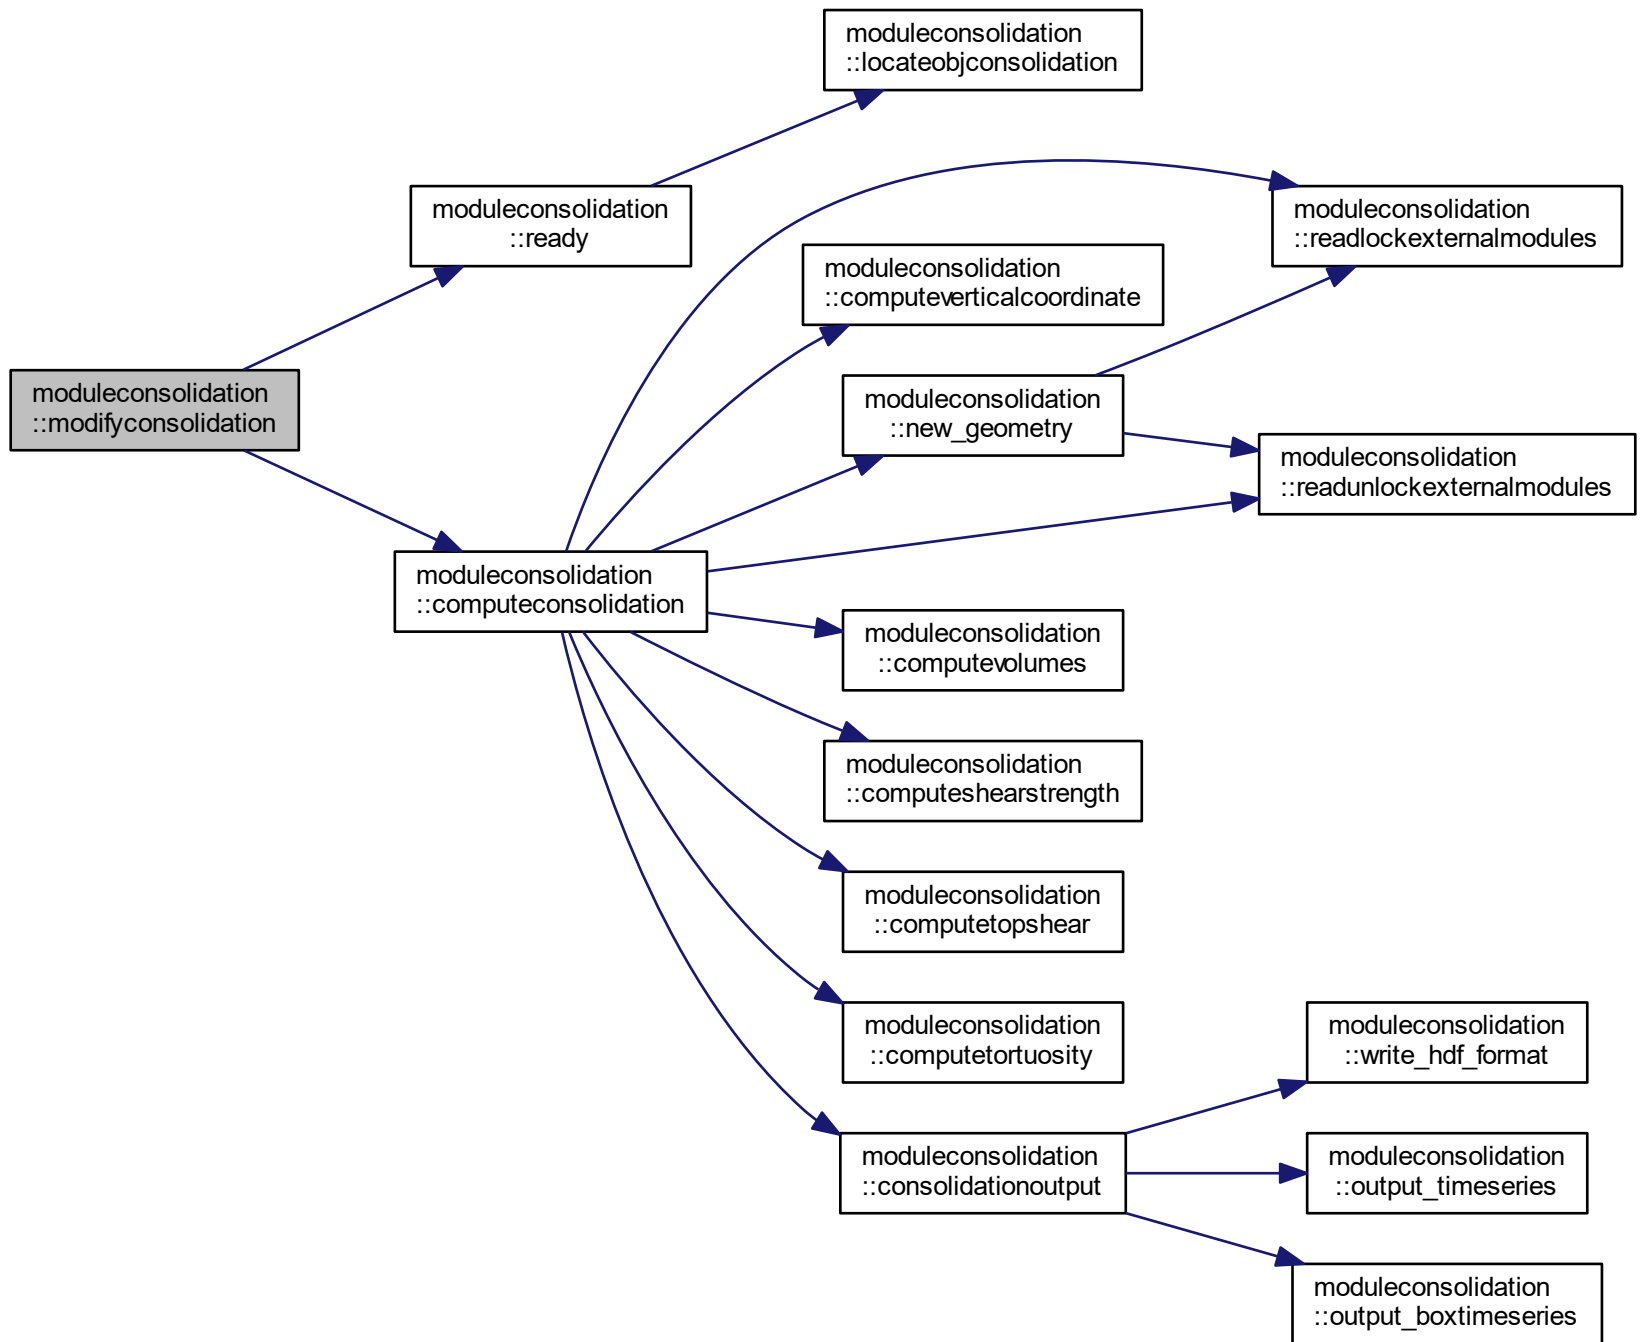 moduleconsolidation
::locateobjconsolidation
moduleconsolidation
::ready
moduleconsolidation
::readlockexternalmodules
moduleconsolidation
::computeverticalcoordinate
moduleconsolidation
::modifyconsolidation
moduleconsolidation
::new_geometry
moduleconsolidation
::readunlockexternalmodules
moduleconsolidation
::computeconsolidation
moduleconsolidation
::computevolumes
moduleconsolidation
::computeshearstrength
moduleconsolidation
::computetopshear
moduleconsolidation
::computetortuosity
moduleconsolidation
::write_hdf_format
moduleconsolidation
::consolidationoutput
moduleconsolidation
::output_timeseries
moduleconsolidation
::output_boxtimeseries